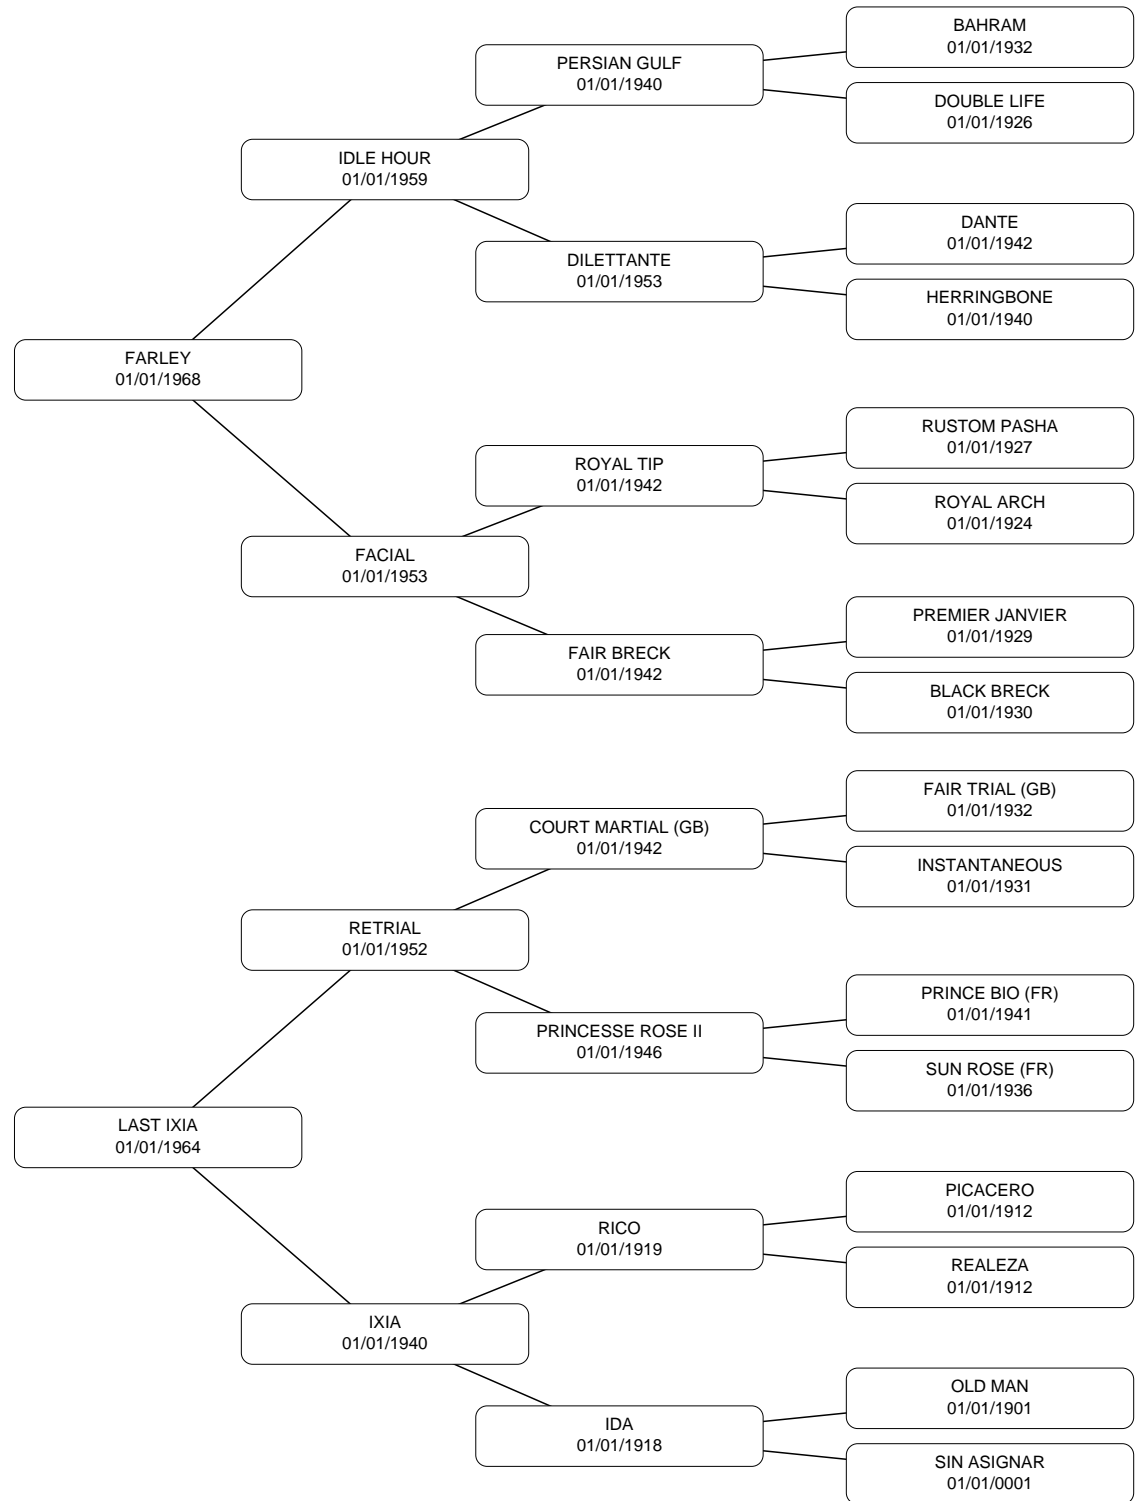 BAHRAM
01/01/1932
PERSIAN GULF
01/01/1940
DOUBLE LIFE
01/01/1926
IDLE HOUR
01/01/1959
DANTE
01/01/1942
DILETTANTE
01/01/1953
HERRINGBONE
01/01/1940
FARLEY
01/01/1968
RUSTOM PASHA
01/01/1927
ROYAL TIP
01/01/1942
ROYAL ARCH
01/01/1924
FACIAL
01/01/1953
PREMIER JANVIER
01/01/1929
FAIR BRECK
01/01/1942
BLACK BRECK
01/01/1930
FAIR TRIAL (GB)
01/01/1932
COURT MARTIAL (GB)
01/01/1942
INSTANTANEOUS
01/01/1931
RETRIAL
01/01/1952
PRINCE BIO (FR)
01/01/1941
PRINCESSE ROSE II
01/01/1946
SUN ROSE (FR)
01/01/1936
LAST IXIA
01/01/1964
PICACERO
01/01/1912
RICO
01/01/1919
REALEZA
01/01/1912
IXIA
01/01/1940
OLD MAN
01/01/1901
IDA
01/01/1918
SIN ASIGNAR
01/01/0001